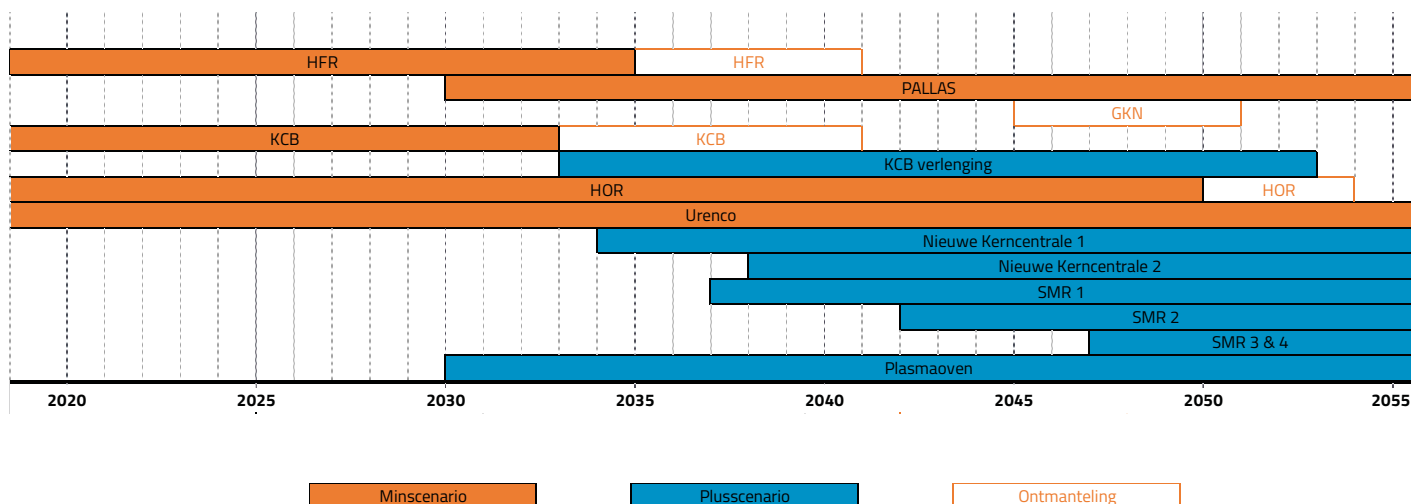 HFR HFR
PALLAS
GKN
KCB KCB
KCB verlenging
HOR HOR
Urenco
Nieuwe Kerncentrale 1
Nieuwe Kerncentrale 2
SMR 1
SMR 2
SMR 3 & 4
Plasmaoven
2020 2025 2030 2035 2040 2045 2050 2055
Minscenario Plusscenario Ontmanteling